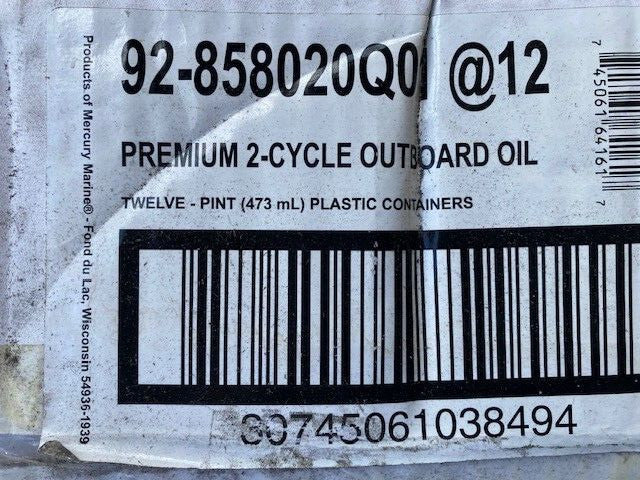 92-858020Q01 @12
PREMIUM 2-CYCLE OUTBOARD OIL
TWELVE - PINT (473 mL) PLASTIC CONTAINERS
30745061038494
Products of Mercury Marine® - Fond du Lac, Wisconsin 54936-1939
7 45061 64161 7